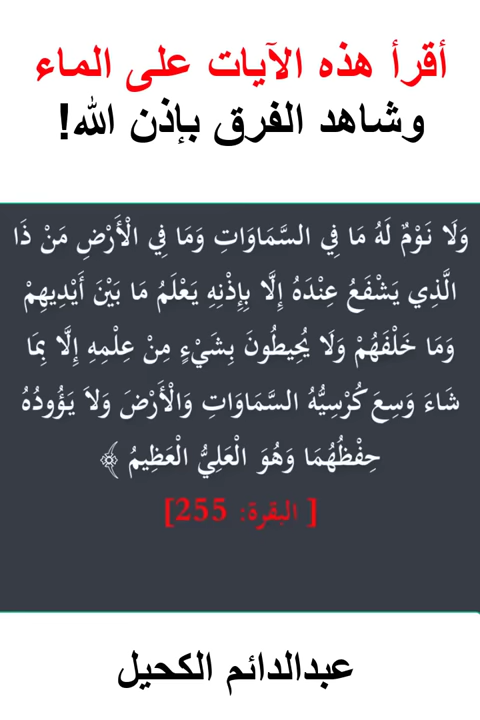 أقرأ هذه الآيات على الماء
وشاهد الفرق بإذن الله!
وَلَا نَوْمٌ لَهُ مَا فِي السَّمَاوَاتِ وَمَا فِي الْأَرْضِ مَنْ ذَا
الَّذِي يَشْفَعُ عِنْدَهُ إِلَّا بِإِذْنِهِ يَعْلَمُ مَا بَيْنَ أَيْدِيهِمْ
وَمَا خَلْفَهُمْ وَلَا يُحِيطُونَ بِشَيْءٍ مِنْ عِلْمِهِ إِلَّا بِمَا
شَاءَ وَسِعَ كُرْسِيُّهُ السَّمَاوَاتِ وَالْأَرْضَ وَلَا يَؤُودُهُ
حِفْظُهُمَا وَهُوَ الْعَلِيُّ الْعَظِيمُ ﴾
[ البقرة: 255]
عبدالدائم الكحيل